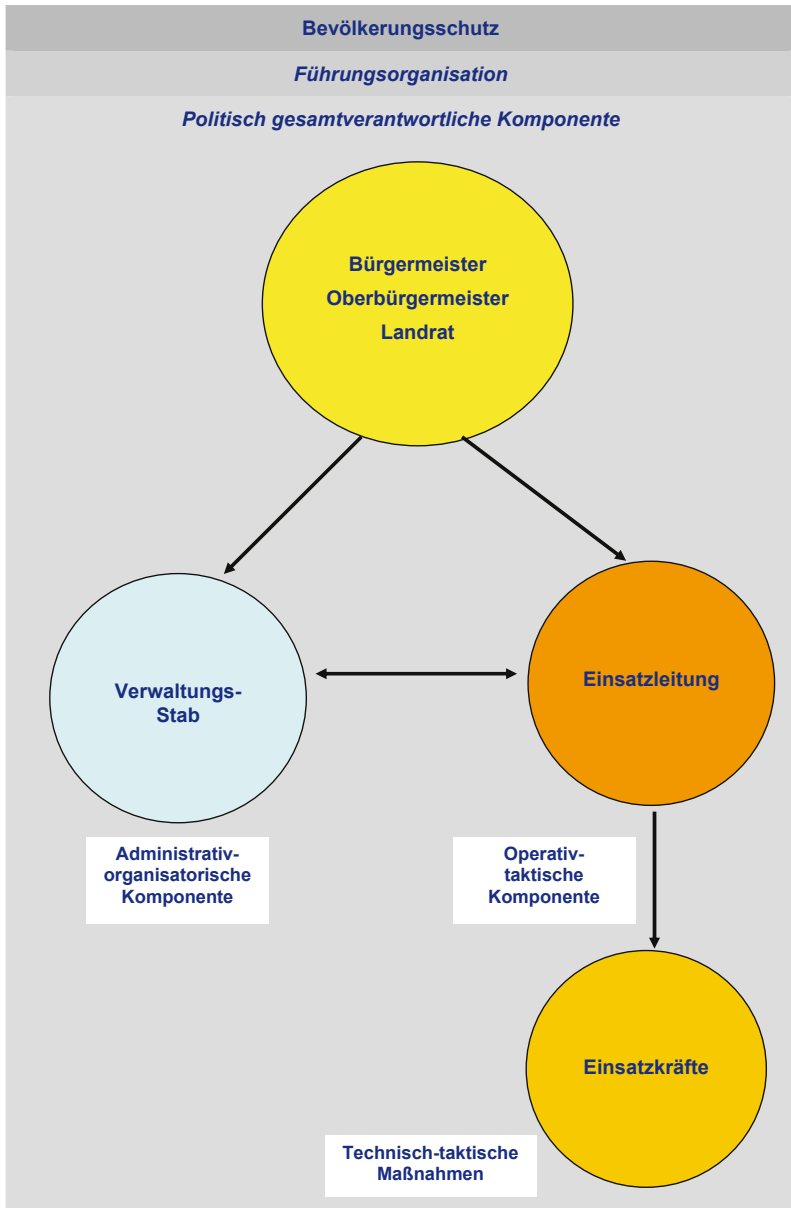 Bevölkerungsschutz
Führungsorganisation
Politisch gesamtverantwortliche Komponente
Bürgermeister
Oberbürgermeister
Landrat
Verwaltungs-
Stab
Einsatzleitung
Administrativ-
organisatorische
Komponente
Operativ-
taktische
Komponente
Einsatzkräfte
Technisch-taktische
Maßnahmen